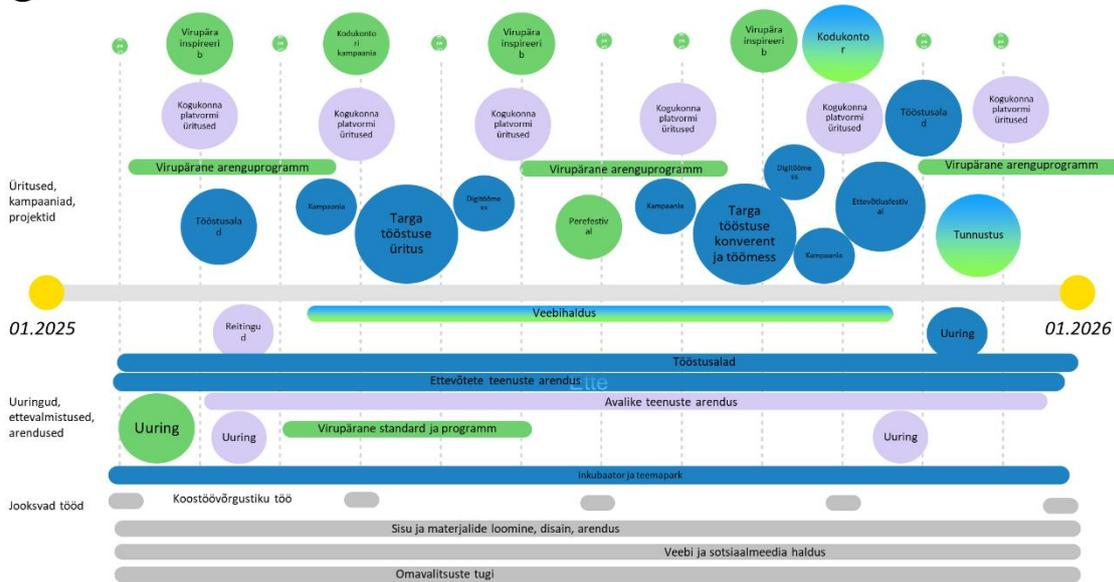 Virupära
inspireeri
b
Kodukonto
ri
kampaania
Virupära
inspireeri
b
Virupära
inspireeri
b
Kodukonto
r
Kogukonna
platvormi
üritused
Kogukonna
platvormi
üritused
Kogukonna
platvormi
üritused
Kogukonna
platvormi
üritused
Kogukonna
platvormi
üritused
Tööstusala
d
Kogukonna
platvormi
üritused
Virupärane arenguprogramm
Virupärane arenguprogramm
Virupärane arenguprogramm
Üritused,
kampaaniad,
projektid
Tööstusala
d
Kampaania
Targa
tööstuse
üritus
Digitööme
ss
Perefestiv
al
Kampaania
Targa
tööstuse
konverent
ja töömess
Digitööme
ss
Kampaania
Ettevõtlusfestiv
al
Tunnustus
01.2025
01.2026
Veebihaldus
Reitingu
d
Uuring
Tööstusalad
Ettevõtete teenuste arendus
Ette
Avalike teenuste arendus
Uuringud,
ettevalmistused,
arendused
Uuring
Uuring
Virupärane standard ja programm
Uuring
Inkubaator ja teemapark
Jooksvad tööd
Koostöövõrgustiku töö
Sisu ja materjalide loomine, disain, arendus
Veebi ja sotsiaalmeedia haldus
Omavalitsuste tugi